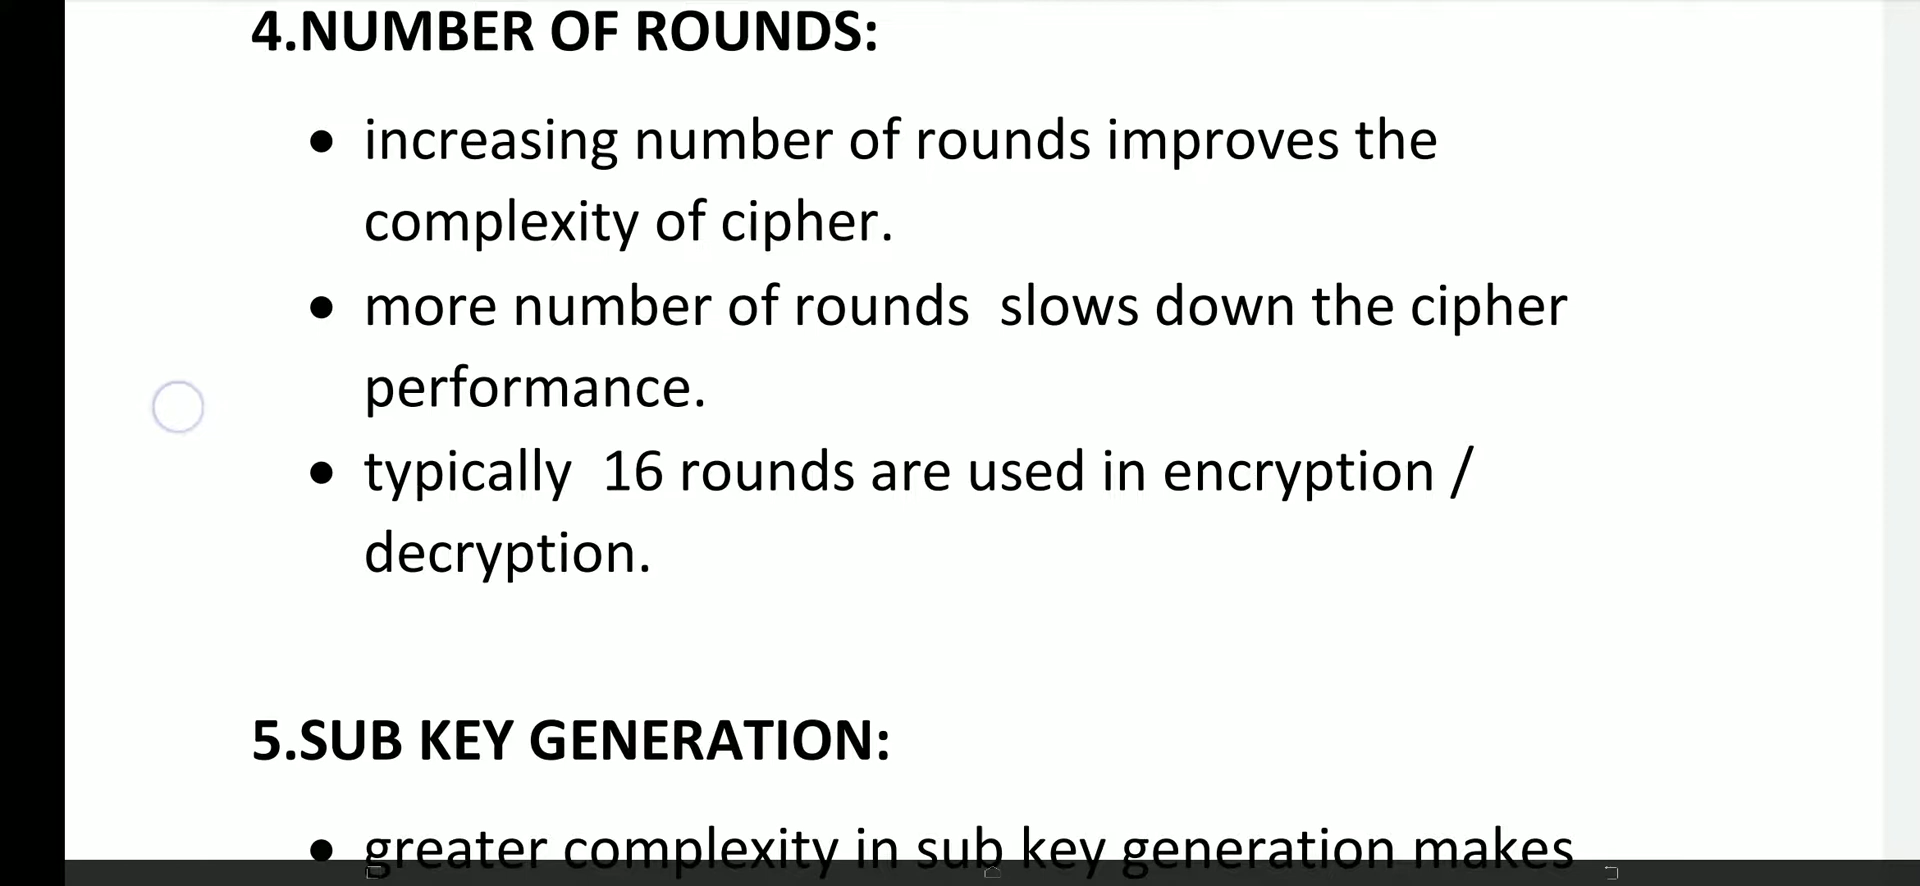 4.NUMBER OF ROUNDS:
• increasing number of rounds improves the
complexity of cipher.
• more number of rounds  slows down the cipher
performance.
• typically  16 rounds are used in encryption /
decryption.
5.SUB KEY GENERATION:
• greater complexity in sub key generation makes